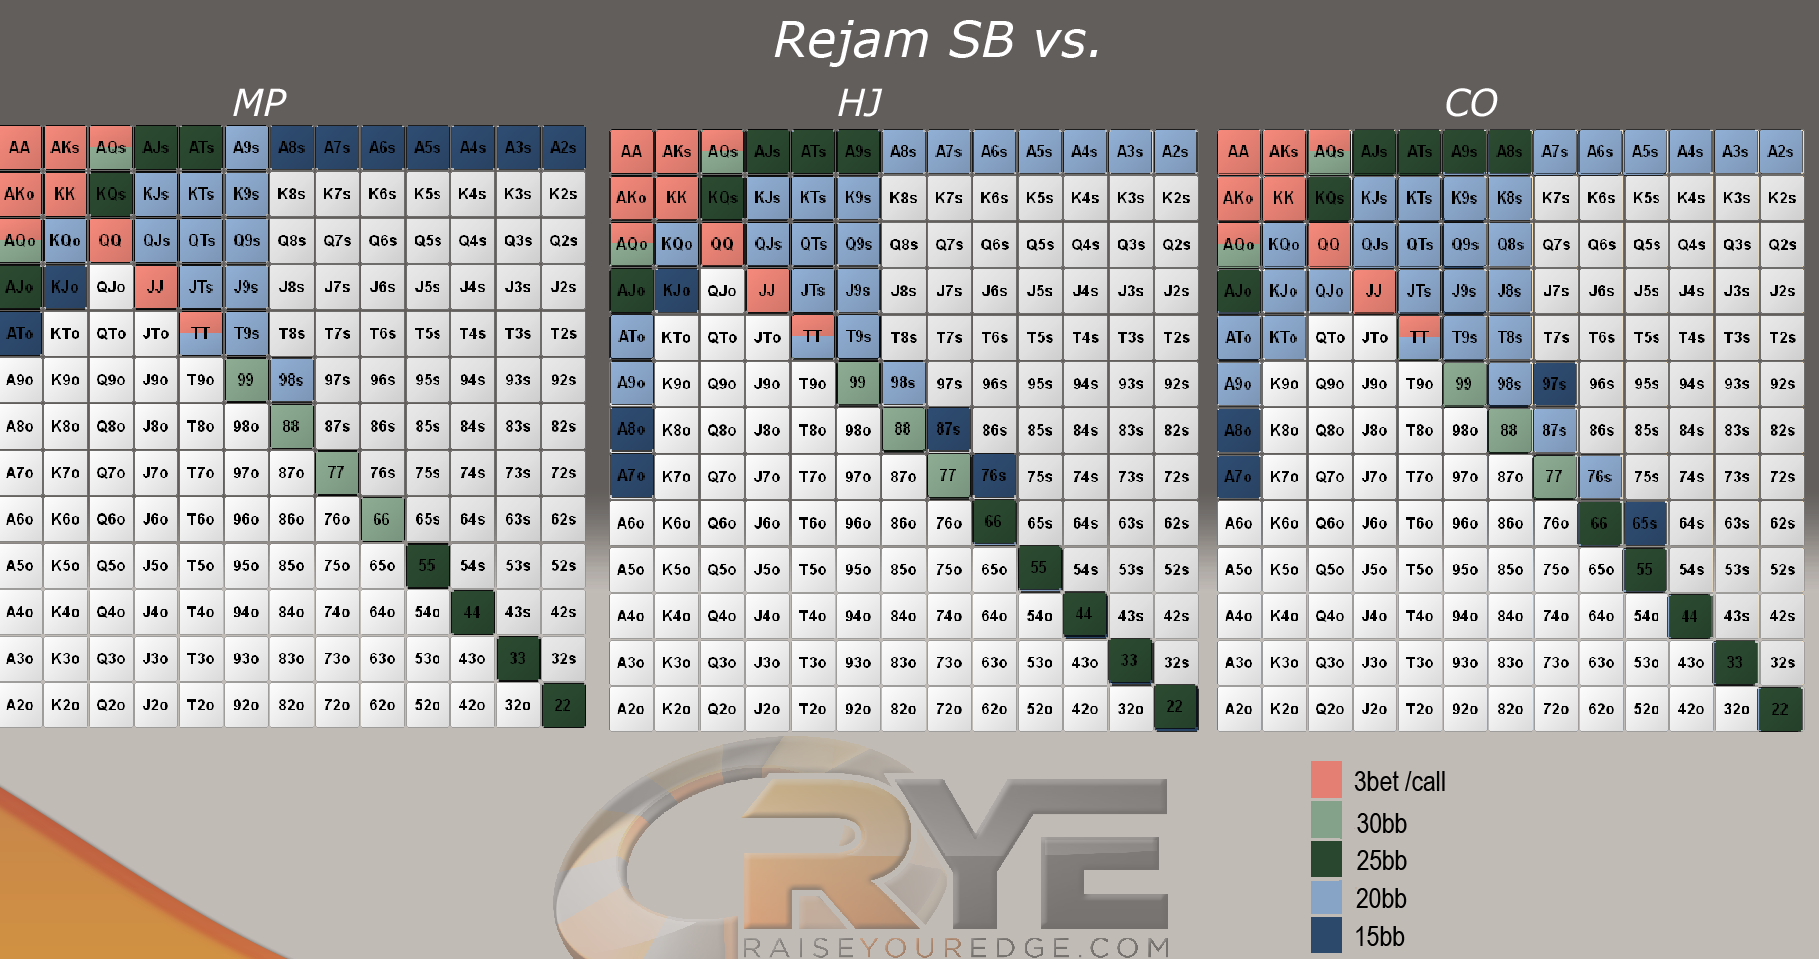 Rejam SB vs.
MP
AA AKs AQs AJs ATs A9s A8s A7s A6s A5s A4s A3s A2s
AKo KK KQs KJs KTs K9s K8s K7s K6s K5s K4s K3s K2s
AQo KQo QQ QJs QTs Q9s Q8s Q7s Q6s Q5s Q4s Q3s Q2s
AJo KJo QJo JJ JTs J9s J8s J7s J6s J5s J4s J3s J2s
ATo KTo QTo JTo TT T9s T8s T7s T6s T5s T4s T3s T2s
A9o K9o Q9o J9o T9o 99 98s 97s 96s 95s 94s 93s 92s
A8o K8o Q8o J8o T8o 98o 88 87s 86s 85s 84s 83s 82s
A7o K7o Q7o J7o T7o 97o 87o 77 76s 75s 74s 73s 72s
A6o K6o Q6o J6o T6o 96o 86o 76o 66 65s 64s 63s 62s
A5o K5o Q5o J5o T5o 95o 85o 75o 65o 55 54s 53s 52s
A4o K4o Q4o J4o T4o 94o 84o 74o 64o 54o 44 43s 42s
A3o K3o Q3o J3o T3o 93o 83o 73o 63o 53o 43o 33 32s
A2o K2o Q2o J2o T2o 92o 82o 72o 62o 52o 42o 32o 22
HJ
AA AKs AQs AJs ATs A9s A8s A7s A6s A5s A4s A3s A2s
AKo KK KQs KJs KTs K9s K8s K7s K6s K5s K4s K3s K2s
AQo KQo QQ QJs QTs Q9s Q8s Q7s Q6s Q5s Q4s Q3s Q2s
AJo KJo QJo JJ JTs J9s J8s J7s J6s J5s J4s J3s J2s
ATo KTo QTo JTo TT T9s T8s T7s T6s T5s T4s T3s T2s
A9o K9o Q9o J9o T9o 99 98s 97s 96s 95s 94s 93s 92s
A8o K8o Q8o J8o T8o 98o 88 87s 86s 85s 84s 83s 82s
A7o K7o Q7o J7o T7o 97o 87o 77 76s 75s 74s 73s 72s
A6o K6o Q6o J6o T6o 96o 86o 76o 66 65s 64s 63s 62s
A5o K5o Q5o J5o T5o 95o 85o 75o 65o 55 54s 53s 52s
A4o K4o Q4o J4o T4o 94o 84o 74o 64o 54o 44 43s 42s
A3o K3o Q3o J3o T3o 93o 83o 73o 63o 53o 43o 33 32s
A2o K2o Q2o J2o T2o 92o 82o 72o 62o 52o 42o 32o 22
CO
AA AKs AQs AJs ATs A9s A8s A7s A6s A5s A4s A3s A2s
AKo KK KQs KJs KTs K9s K8s K7s K6s K5s K4s K3s K2s
AQo KQo QQ QJs QTs Q9s Q8s Q7s Q6s Q5s Q4s Q3s Q2s
AJo KJo QJo JJ JTs J9s J8s J7s J6s J5s J4s J3s J2s
ATo KTo QTo JTo TT T9s T8s T7s T6s T5s T4s T3s T2s
A9o K9o Q9o J9o T9o 99 98s 97s 96s 95s 94s 93s 92s
A8o K8o Q8o J8o T8o 98o 88 87s 86s 85s 84s 83s 82s
A7o K7o Q7o J7o T7o 97o 87o 77 76s 75s 74s 73s 72s
A6o K6o Q6o J6o T6o 96o 86o 76o 66 65s 64s 63s 62s
A5o K5o Q5o J5o T5o 95o 85o 75o 65o 55 54s 53s 52s
A4o K4o Q4o J4o T4o 94o 84o 74o 64o 54o 44 43s 42s
A3o K3o Q3o J3o T3o 93o 83o 73o 63o 53o 43o 33 32s
A2o K2o Q2o J2o T2o 92o 82o 72o 62o 52o 42o 32o 22
RYE
RAISEYOUREDGE.COM
3bet /call
30bb
25bb
20bb
15bb